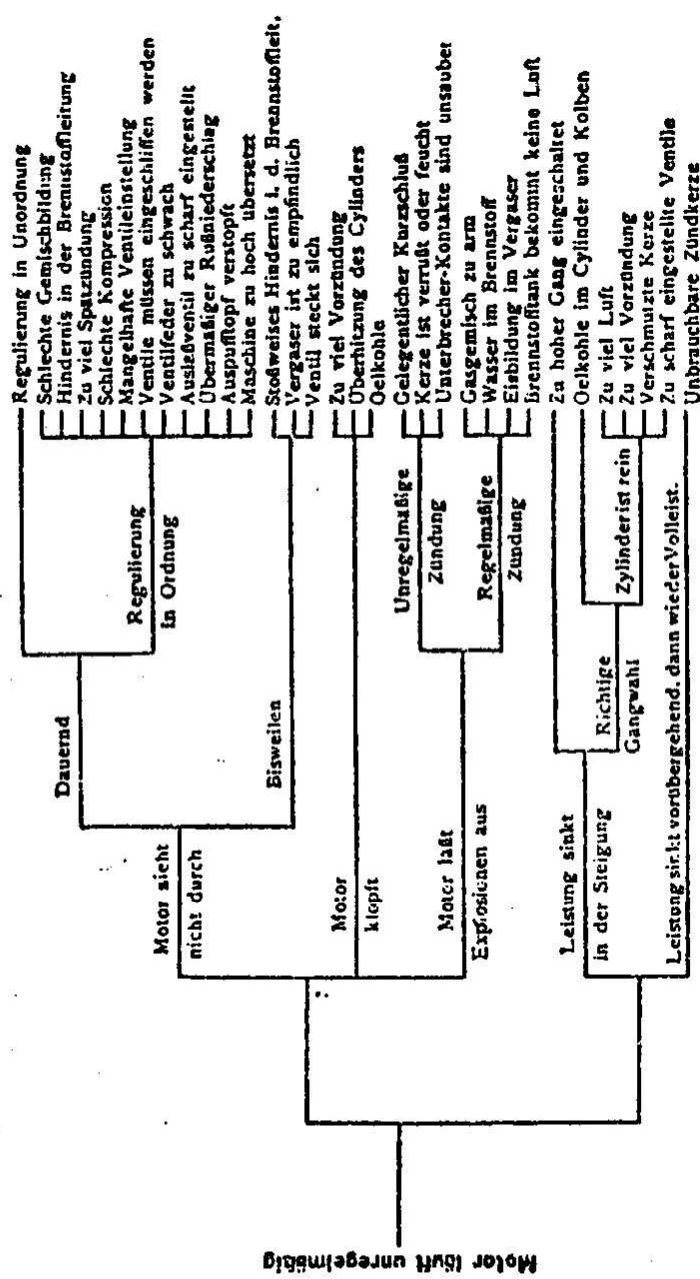 Motor läuft unregelmäßig
Motor zieht
nicht durch
Dauernd
Regulierung in Unordnung
Regulierung
in Ordnung
Schlechte Gemischbildung
Hindernis in der Brennstoffleitung
Zu viel Spätzündung
Schlechte Kompression
Mangelhafte Ventileinstellung
Ventile müssen eingeschliffen werden
Ventilfeder zu schwach
Auslaßventil zu scharf eingestellt
Übermäßiger Rußniederschlag
Auspufftopf verstopft
Maschine zu hoch übersetzt
Bisweilen
Stoßweises Hindernis i. d. Brennstoffleit.
Vergaser ist zu empfindlich
Ventil steckt sich
Motor
klopft
Zu viel Vorzündung
Überhitzung des Cylinders
Oelkohle
Motor läßt
Explosionen aus
Unregelmäßige
Zündung
Gelegentlicher Kurzschluß
Kerze ist verrußt oder feucht
Unterbrecher-Kontakte sind unsauber
Regelmäßige
Zündung
Gasgemisch zu arm
Wasser im Brennstoff
Eisbildung im Vergaser
Brennstofftank bekommt keine Luft
Leistung sinkt
in der Steigung
Zu hoher Gang eingeschaltet
Richtige
Gangwahl
Oelkohle im Cylinder und Kolben
Zylinder ist rein
Zu viel Luft
Zu viel Vorzündung
Verschmutzte Kerze
Zu scharf eingestellte Ventile
Leistung sinkt vorübergehend, dann wieder Volleist.
Unbrauchbare Zündkerze